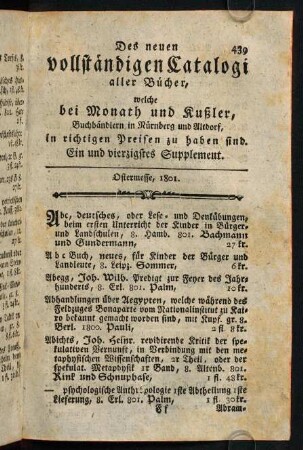 439
Des neuen
vollständigen Catalogi
aller Bücher,
welche
bei Monath und Kußler,
Buchhändlern in Nürnberg und Altdorf,
in richtigen Preisen zu haben sind.
Ein und vierzigstes Supplement.
Ostermesse, 1801.
Abc, deutsches, oder Lese- und Denkübungen,
beim ersten Unterricht der Kinder in Bürger-
und Landschulen, 8. Hamb. 801. Bachmann
und Gundermann, 27 kr.
A b c Buch, neues, für Kinder der Bürger und
Landleute, 8. Leipz. Sommer, 6 kr.
Abegg, Joh. Wilh. Predigt zur Feyer des Jahr-
hunderts, 8. Erl. 801. Palm, 10 kr.
Abhandlungen über Aegypten, welche während des
Feldzuges Bonaparte vom Nationalinstitut zu Ka-
iro bekannt gemacht worden sind, mit Kupf. gr. 8.
Berl. 1800. Pauli, 2 fl. 8 kr.
Abichts, Joh. Heinr. revidirende Kritik der spe-
kulativen Vernunft, in Verbindung mit den me-
taphysischen Wissenschaften, 2r Theil. oder der
spekulat. Metaphysik 1r Band, 8. Altenb. 801.
Rink und Schnuphase, 1 fl. 48 kr.
— psychologische Anthropologie 1ste Abtheilung 1ste
Lieferung, 8. Erl. 801. Palm, 1 fl. 30 kr.
Abram-